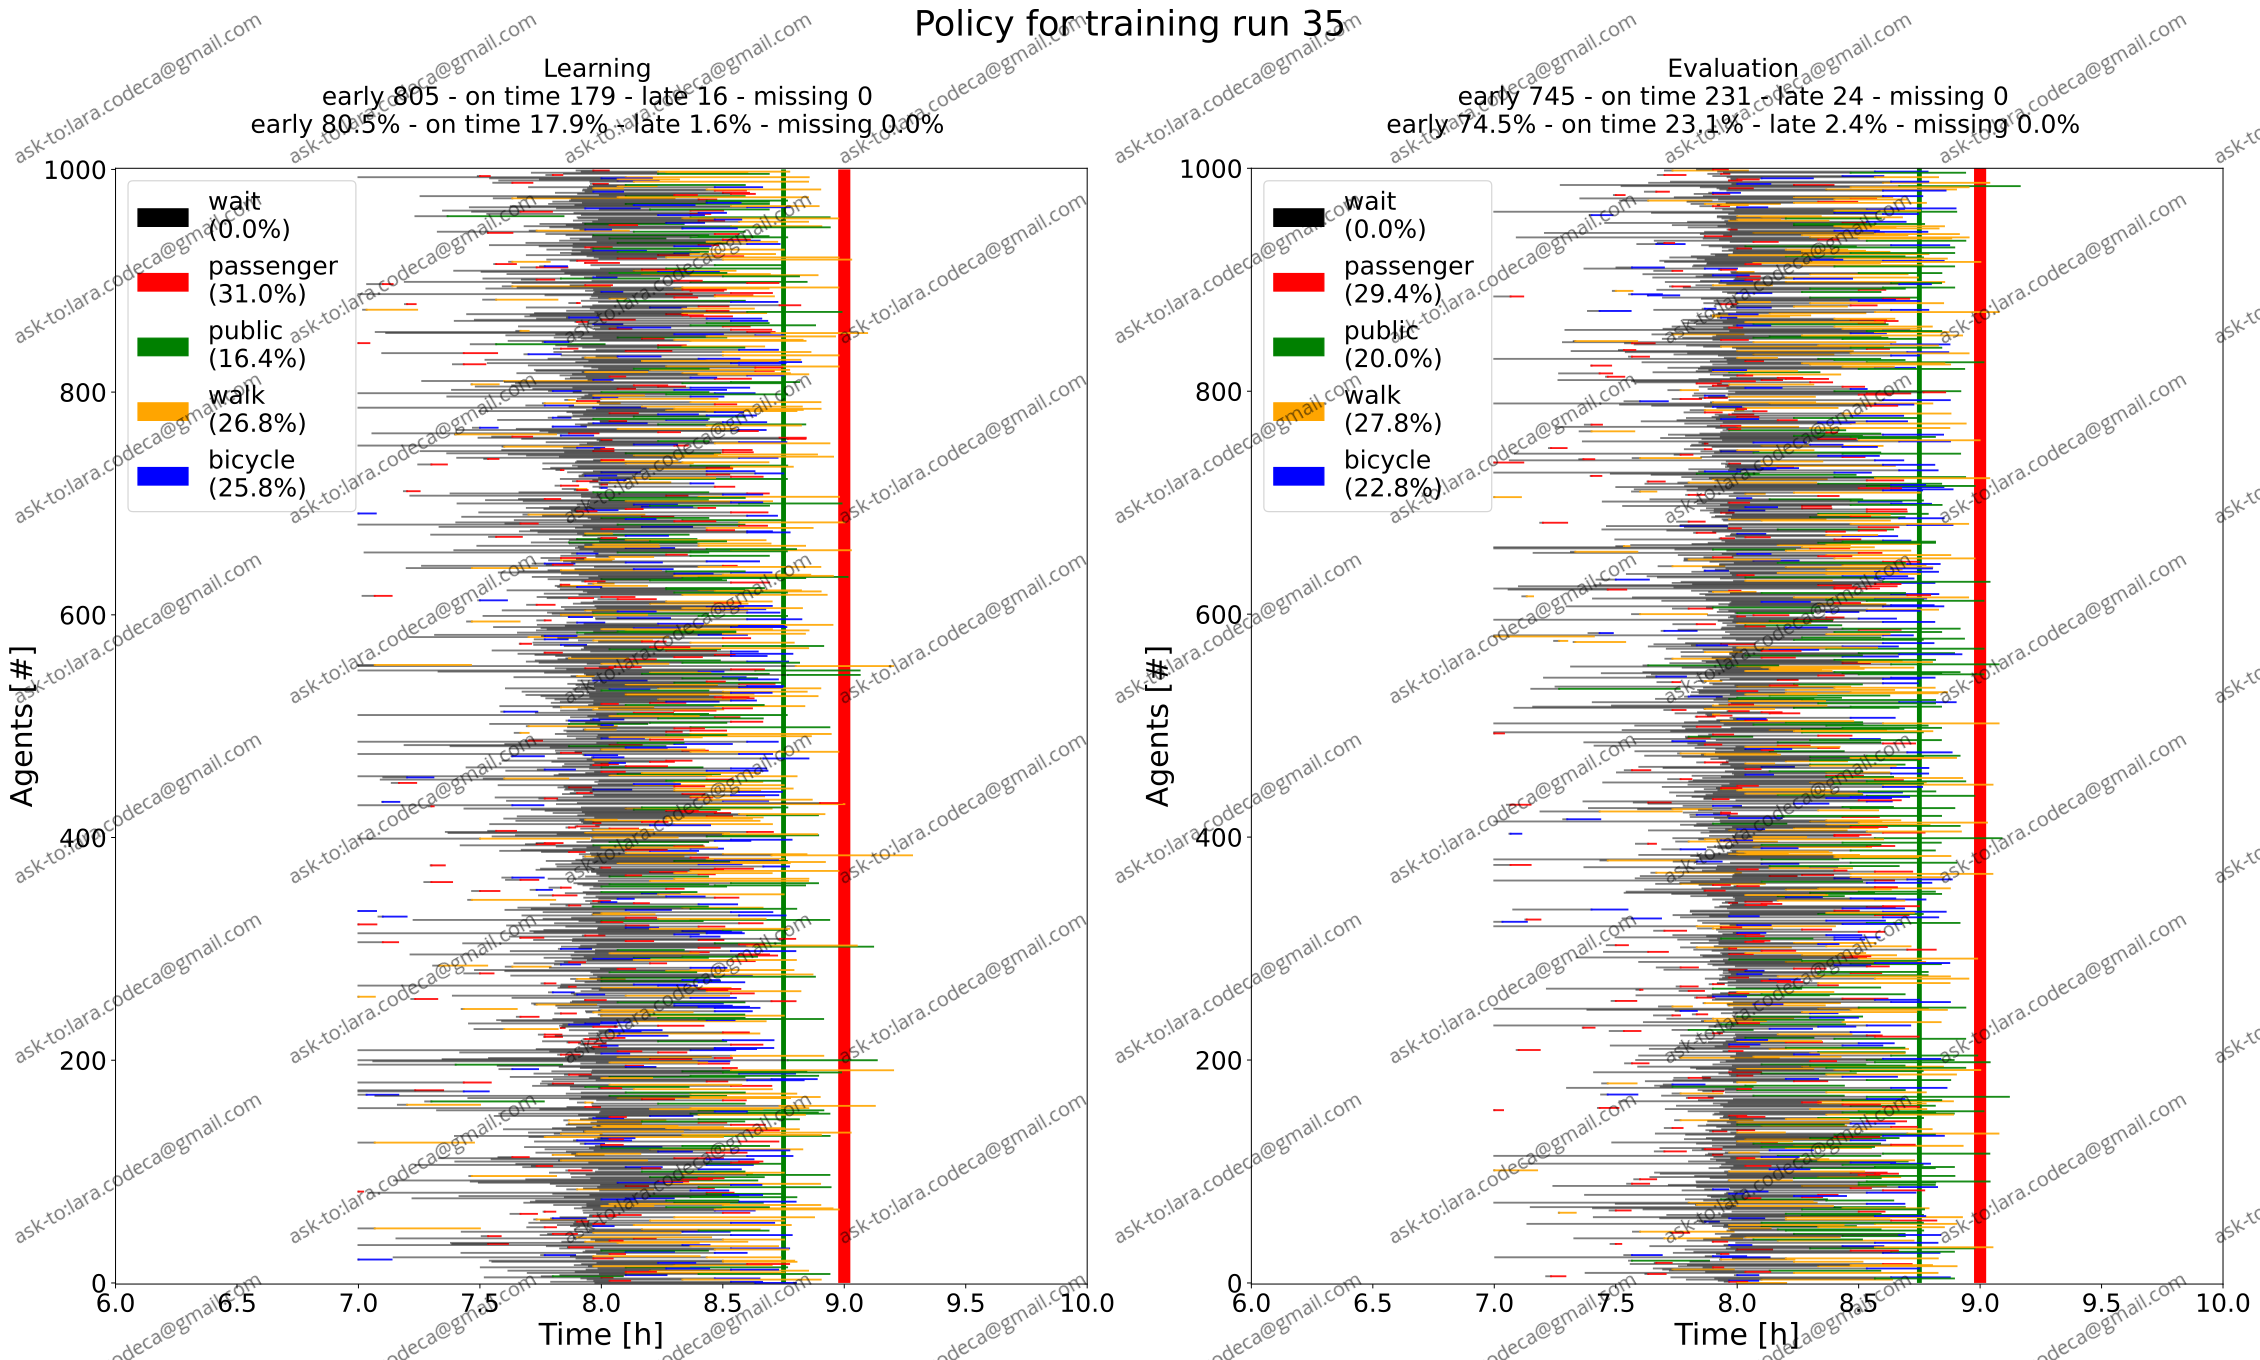 Policy for training run 35
Learning
early 805 - on time 179 - late 16 - missing 0
early 80.5% - on time 17.9% - late 1.6% - missing 0.0%
Evaluation
early 745 - on time 231 - late 24 - missing 0
early 74.5% - on time 23.1% - late 2.4% - missing 0.0%
1000
800
600
400
200
0
Agents [#]
wait
(0.0%)
passenger
(31.0%)
public
(16.4%)
walk
(26.8%)
bicycle
(25.8%)
6.0 6.5 7.0 7.5 8.0 8.5 9.0 9.5 10.0
Time [h]
1000
800
600
400
200
0
Agents [#]
wait
(0.0%)
passenger
(29.4%)
public
(20.0%)
walk
(27.8%)
bicycle
(22.8%)
6.0 6.5 7.0 7.5 8.0 8.5 9.0 9.5 10.0
Time [h]
ask-to:lara.codeca@gmail.com